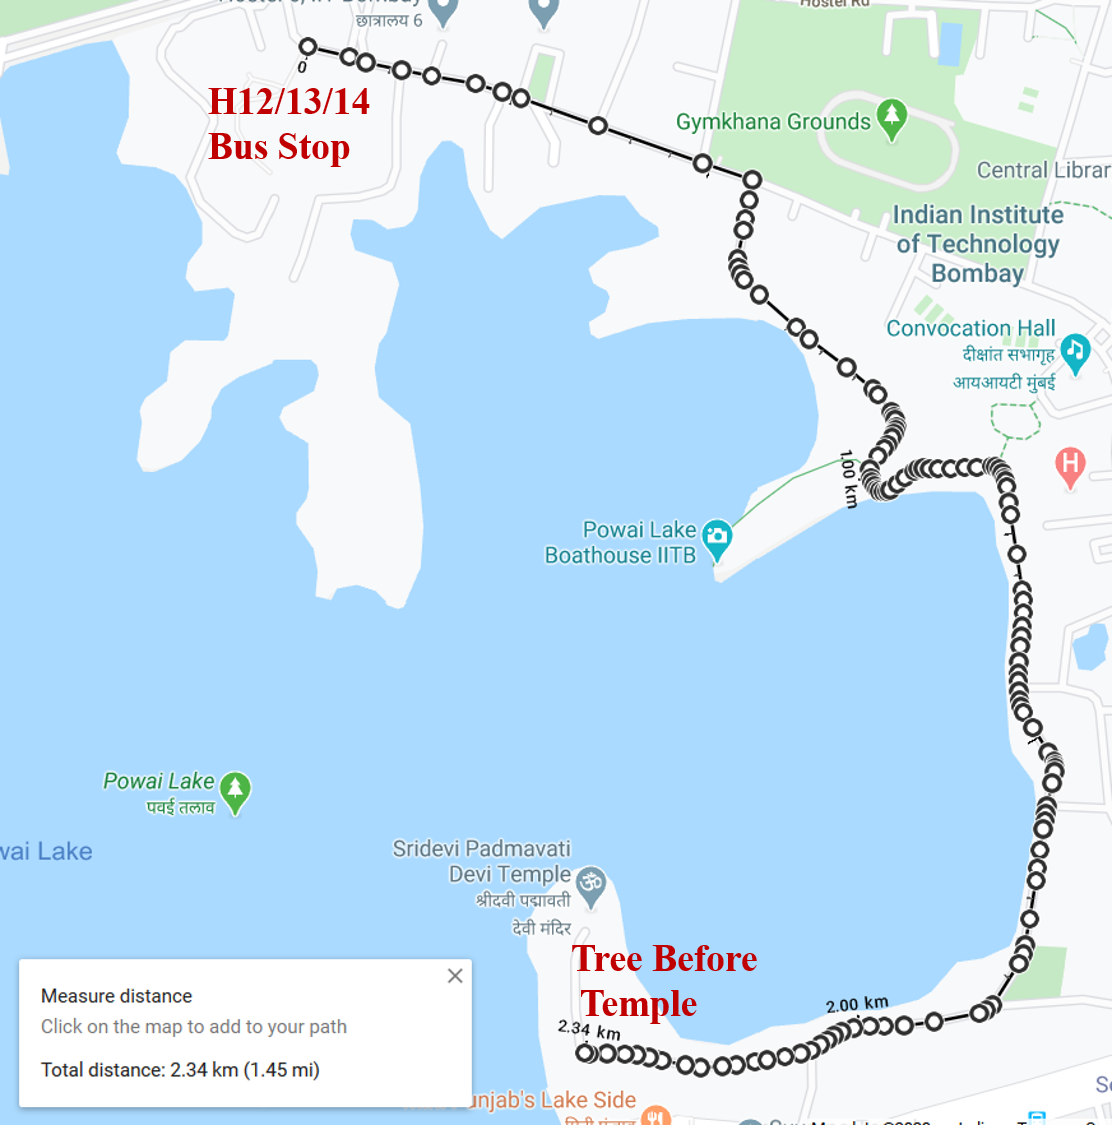 छात्रालय 6
Hostel Rd
0
H12/13/14
Bus Stop
Gymkhana Grounds
Central Librar
Indian Institute
of Technology
Bombay
Convocation Hall
दीक्षांत सभागृह
आयआयटी मुंबई
H
1.00 km
Powai Lake
Boathouse IITB
Powai Lake
पवई तलाव
wai Lake
Sridevi Padmavati
Devi Temple
श्रीदवी पद्मावती
देवी मंदिर
Tree Before
Temple
2.00 km
2.34 km
Measure distance
Click on the map to add to your path
Total distance: 2.34 km (1.45 mi)
unjab's Lake Side